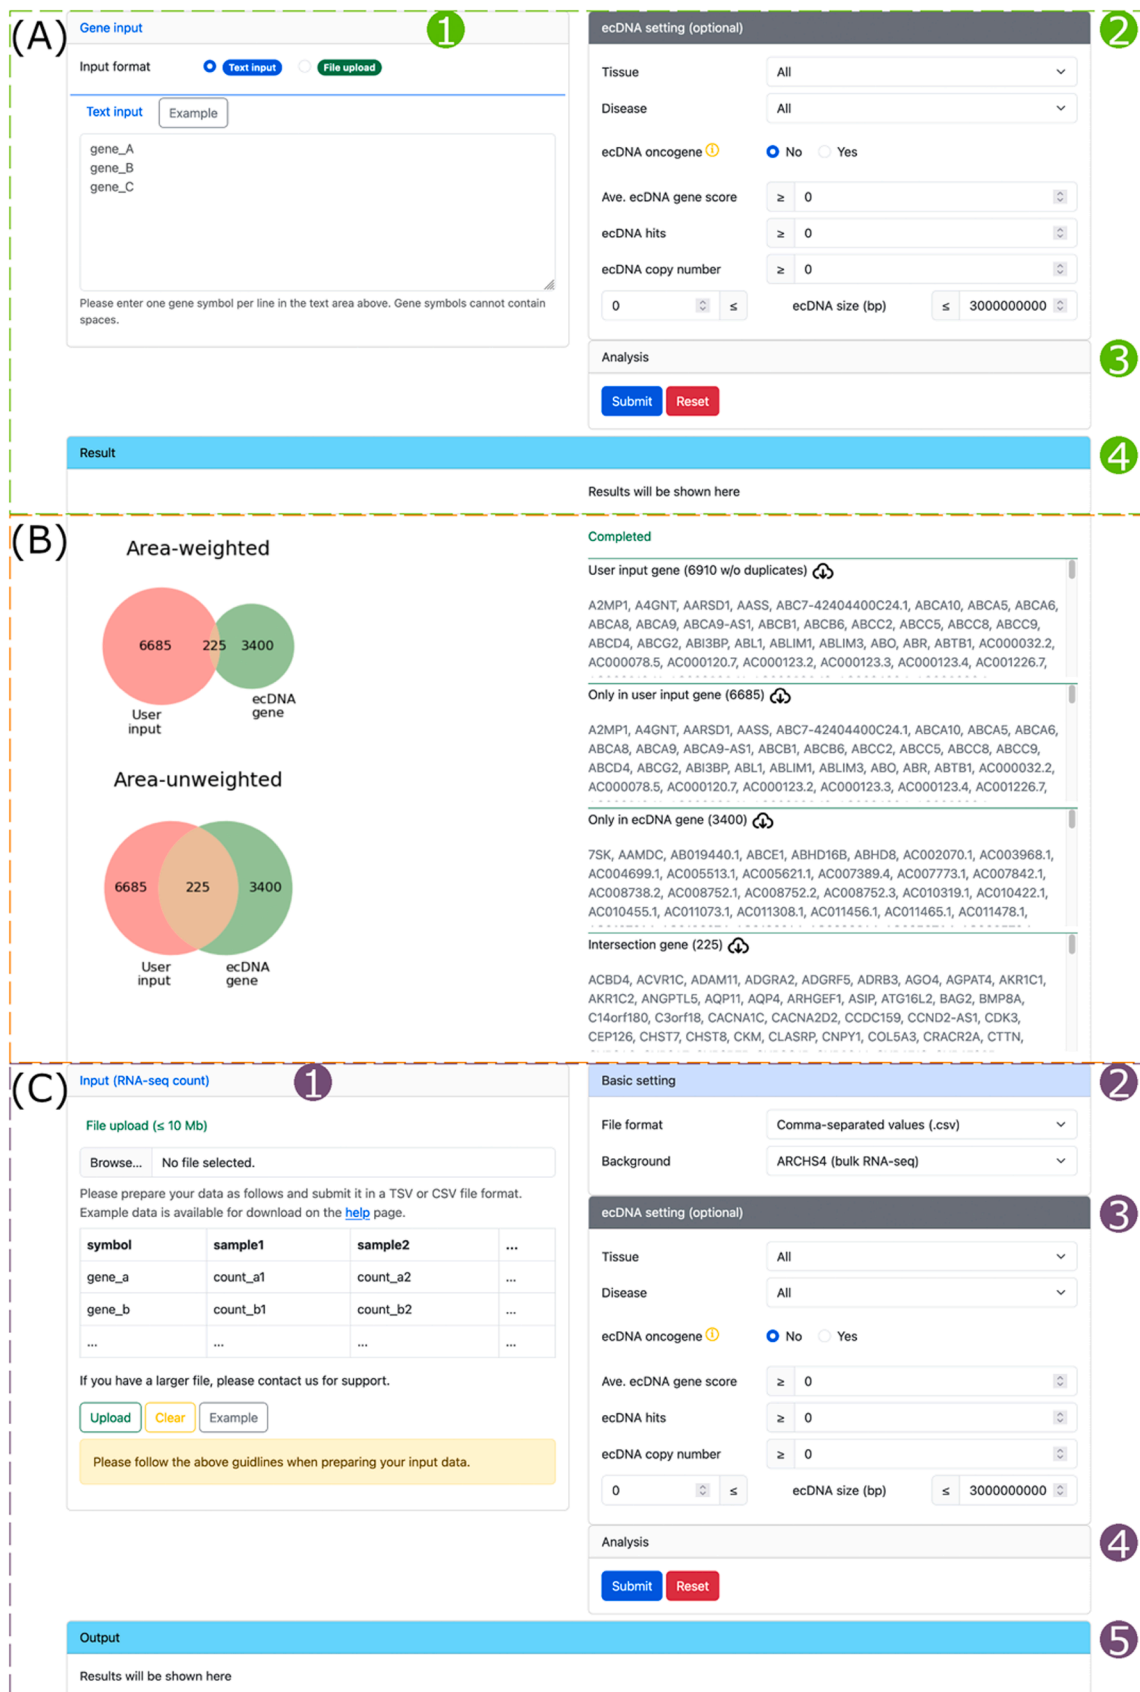 (A)
Gene input
1
Input format
Text input
File upload
Text input
Example
gene_A
gene_B
gene_C
Please enter one gene symbol per line in the text area above. Gene symbols cannot contain
spaces.
ecDNA setting (optional)
2
Tissue All
Disease All
ecDNA oncogene No Yes
Ave. ecDNA gene score ≥ 0
ecDNA hits ≥ 0
ecDNA copy number ≥ 0
0 ≤ ecDNA size (bp) ≤ 3000000000
Analysis
3
Submit Reset
Result
4
Results will be shown here
(B)
Area-weighted
6685 225 3400
User
input
ecDNA
gene
Area-unweighted
6685 225 3400
User
input
ecDNA
gene
Completed
User input gene (6910 w/o duplicates)
A2MP1, A4GNT, AARSD1, AASS, ABC7-42404400C24.1, ABCA10, ABCA5, ABCA6,
ABCA8, ABCA9, ABCA9-AS1, ABCB1, ABCB6, ABCC2, ABCC5, ABCC8, ABCC9,
ABCD4, ABCG2, ABI3BP, ABL1, ABLIM1, ABLIM3, ABO, ABR, ABTB1, AC000032.2,
AC000078.5, AC000120.7, AC000123.2, AC000123.3, AC000123.4, AC001226.7,
Only in user input gene (6685)
A2MP1, A4GNT, AARSD1, AASS, ABC7-42404400C24.1, ABCA10, ABCA5, ABCA6,
ABCA8, ABCA9, ABCA9-AS1, ABCB1, ABCB6, ABCC2, ABCC5, ABCC8, ABCC9,
ABCD4, ABCG2, ABI3BP, ABL1, ABLIM1, ABLIM3, ABO, ABR, ABTB1, AC000032.2,
AC000078.5, AC000120.7, AC000123.2, AC000123.3, AC000123.4, AC001226.7,
Only in ecDNA gene (3400)
7SK, AAMDC, AB019440.1, ABCE1, ABHD16B, ABHD8, AC002070.1, AC003968.1,
AC004699.1, AC005513.1, AC005621.1, AC007389.4, AC007773.1, AC007842.1,
AC008738.2, AC008752.1, AC008752.2, AC008752.3, AC010319.1, AC010422.1,
AC010455.1, AC011073.1, AC011308.1, AC011456.1, AC011465.1, AC011478.1,
Intersection gene (225)
ACBD4, ACVR1C, ADAM11, ADGRA2, ADGRF5, ADRB3, AGO4, AGPAT4, AKR1C1,
AKR1C2, ANGPTL5, AQP11, AQP4, ARHGEF1, ASIP, ATG16L2, BAG2, BMP8A,
C14orf180, C3orf18, CACNA1C, CACNA2D2, CCDC159, CCND2-AS1, CDK3,
CEP126, CHST7, CHST8, CKM, CLASRP, CNPY1, COL5A3, CRACR2A, CTTN,
(C)
Input (RNA-seq count)
1
File upload (≤ 10 Mb)
Browse... No file selected.
Please prepare your data as follows and submit it in a TSV or CSV file format.
Example data is available for download on the help page.
symbol sample1 sample2 ...
gene_a count_a1 count_a2 ...
gene_b count_b1 count_b2 ...
... ... ... ...
If you have a larger file, please contact us for support.
Upload Clear Example
Please follow the above guidlines when preparing your input data.
Basic setting
2
File format Comma-separated values (.csv)
Background ARCHS4 (bulk RNA-seq)
ecDNA setting (optional)
3
Tissue All
Disease All
ecDNA oncogene No Yes
Ave. ecDNA gene score ≥ 0
ecDNA hits ≥ 0
ecDNA copy number ≥ 0
0 ≤ ecDNA size (bp) ≤ 3000000000
Analysis
4
Submit Reset
Output
5
Results will be shown here